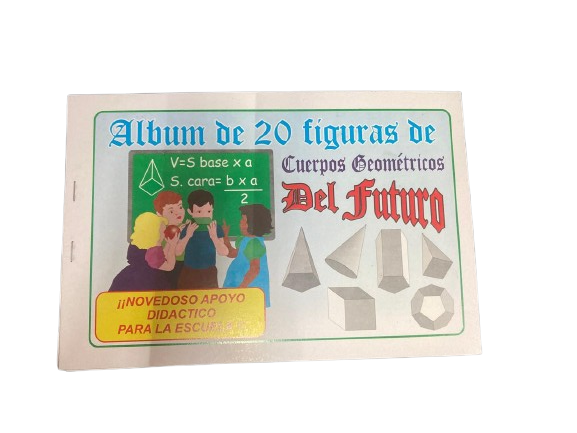 Album de 20 figuras de
Cuerpos Geométricos
Del Futuro
V=S base x a
S. cara= b x a
2
¡¡NOVEDOSO APOYO
DIDACTICO
PARA LA